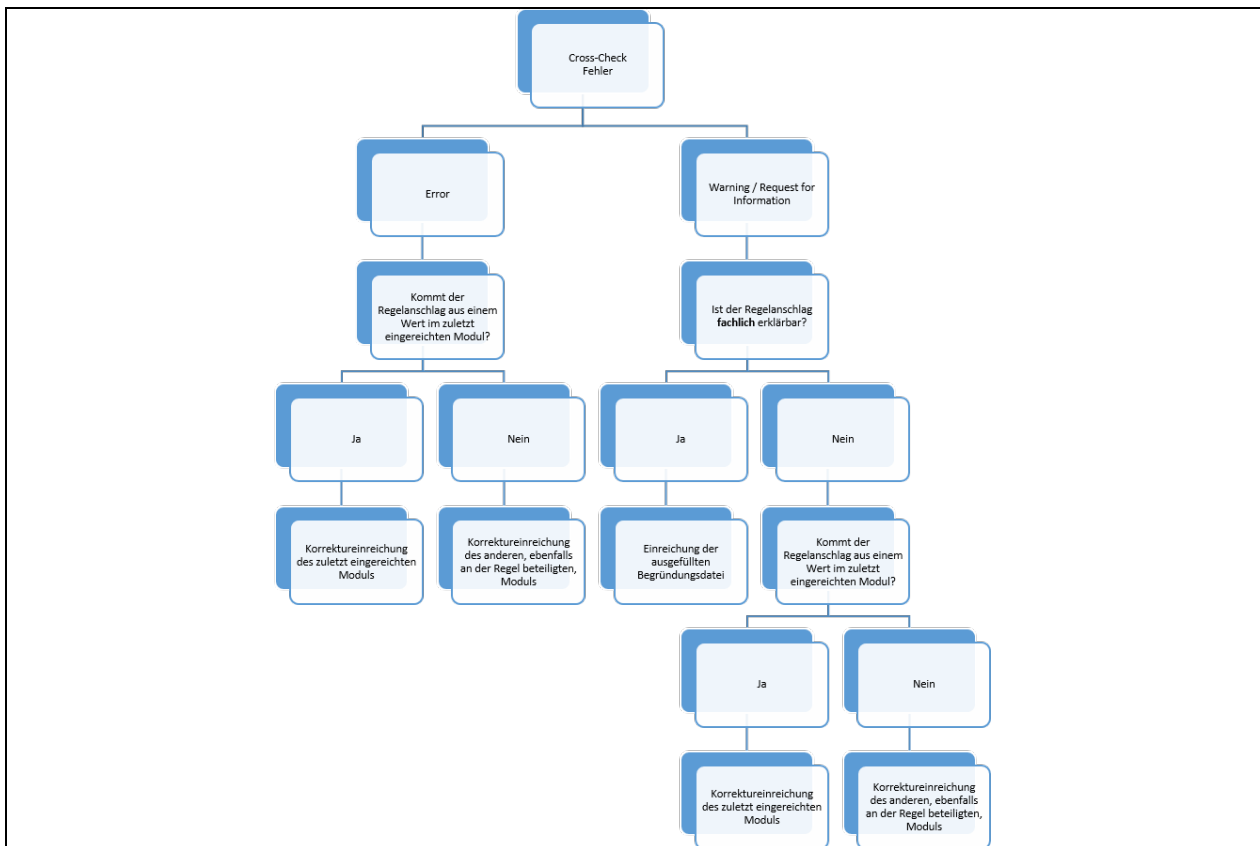 Cross-Check
Fehler
Error
Warning / Request for
Information
Kommt der
Regelanschlag aus einem
Wert im zuletzt
eingereichten Modul?
Ist der Regelanschlag
fachlich erklärbar?
Ja
Nein
Ja
Nein
Korrektureinreichung
des zuletzt eingereichten
Moduls
Korrektureinreichung
des anderen, ebenfalls
an der Regel beteiligten,
Moduls
Einreichung der
ausgefüllten
Begründungsdatei
Kommt der
Regelanschlag aus einem
Wert im zuletzt
eingereichten Modul?
Ja
Nein
Korrektureinreichung
des zuletzt eingereichten
Moduls
Korrektureinreichung
des anderen, ebenfalls
an der Regel beteiligten,
Moduls